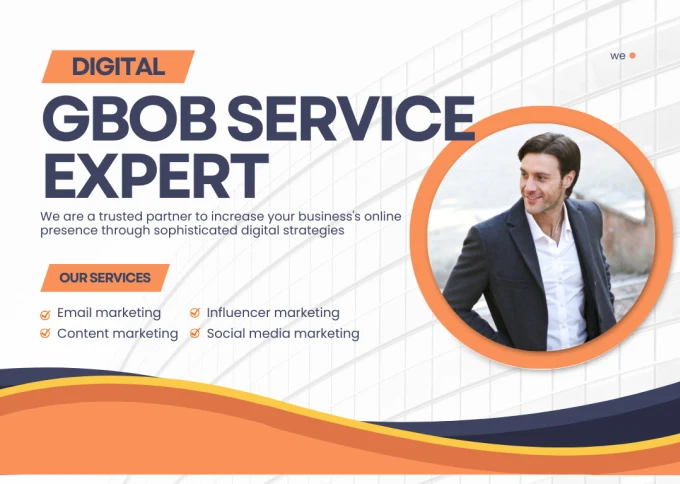 DIGITAL
we
GBOB SERVICE
EXPERT
We are a trusted partner to increase your business's online
presence through sophisticated digital strategies
OUR SERVICES
Email marketing
Influencer marketing
Content marketing
Social media marketing